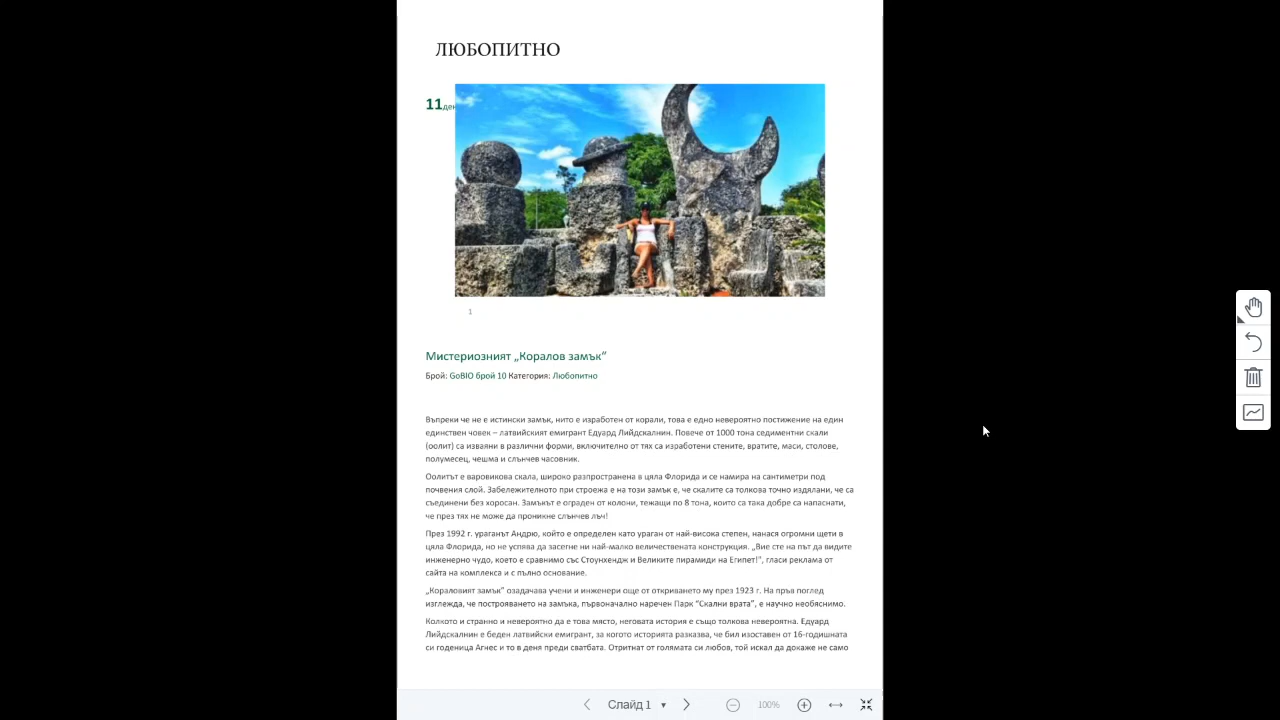 ЛЮБОПИТНО
11
1
Мистериозният „Коралов замък“
Брой: GoBIO брой 10 Категория: Любопитно
Въпреки че не е истински замък, нито е изработен от корали, това е едно невероятно постижение на един
единствен човек – латвийският емигрант Едуард Лийдскалнин. Повече от 1000 тона седиментни скали
(оолит) са изваяни в различни форми, включително от тях са изработени стените, вратите, маси, столове,
полумесец, чешма и слънчев часовник.
Оолитът е варовикова скала, широко разпространена в цяла Флорида и се намира на сантиметри под
почвения слой. Забележителното при строежа е на този замък е, че скалите са толкова точно издялани, че са
съединени без хоросан. Замъкът е ограден от колони, тежащи по 8 тона, които са така добре са напаснати,
че през тях не може да проникне слънчев лъч!
През 1992 г. ураганът Андрю, който е определен като ураган от най-висока степен, нанася огромни щети в
цяла Флорида, но не успява да засегне ни най-малко величествената конструкция. „Вие сте на път да видите
инженерно чудо, което е сравнимо със Стоунхендж и Великите пирамиди на Египет!“, гласи реклама от
сайта на комплекса и с пълно основание.
„Кораловият замък“ озадачава учени и инженери още от откриването му през 1923 г. На пръв поглед
изглежда, че построяването на замъка, първоначално наречен Парк “Скални врата”, е научно необяснимо.
Колкото и странно и невероятно да е това място, неговата история е също толкова невероятна. Едуард
Лийдскалнин е беден латвийски емигрант, за когото историята разказва, че бил изоставен от 16-годишната
си годеница Агнес и то в деня преди сватбата. Отритнат от голямата си любов, той искал да докаже не само
Слайд 1
100%